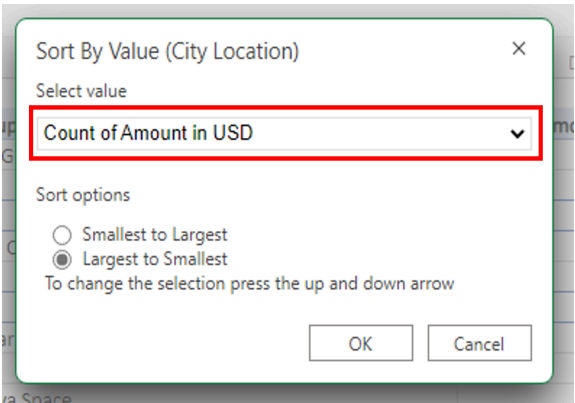 Sort By Value (City Location)
Select value
Count of Amount in USD
Sort options
Smallest to Largest
Largest to Smallest
To change the selection press the up and down arrow
OK
Cancel
Space